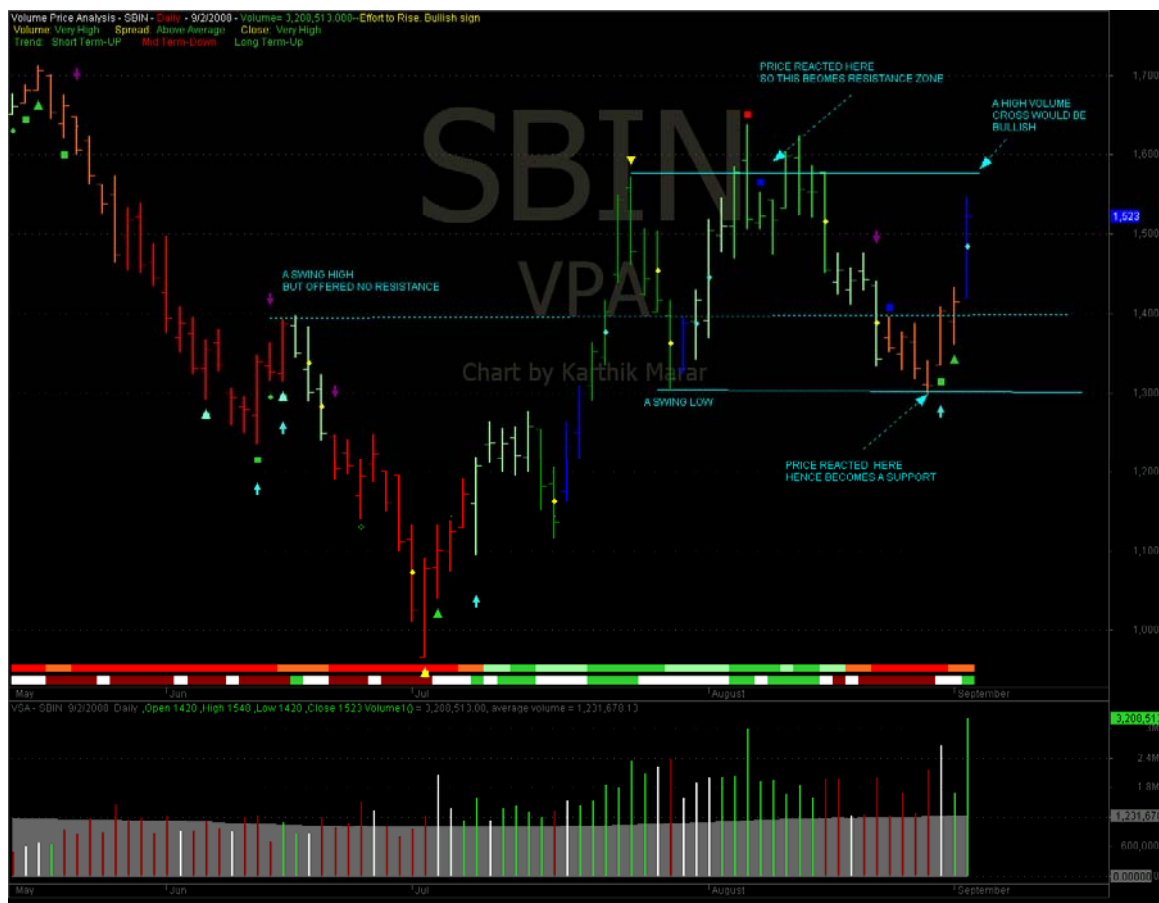 Volume Price Analysis - SBIN - Daily - 9/2/2008 - Volume= 3,208,513.000--Effort to Rise. Bullish sign
Volume: Very High Spread: Above Average Close: Very High
Trend: Short Term-UP Mid Term-Down Long Term-Up
PRICE REACTED HERE
SO THIS BEOMES RESISTANCE ZONE
1,700
A HIGH VOLUME
CROSS WOULD BE
BULLISH
SBIN
1,600
1,523
1,500
A SWING HIGH
BUT OFFERED NO RESISTANCE
VPA
1,400
Chart by Karthik Marar
A SWING LOW
1,300
PRICE REACTED HERE
HENCE BECOMES A SUPPORT
1,200
1,100
1,000
May Jun Jul August September
VSA - SBIN 9/2/2008 Daily ,Open 1420 ,High 1540 ,Low 1420 ,Close 1523 Volume1() = 3,208,513.00, average volume = 1,231,678.13
3,208,513
2.4M
1.8M
1,231,678
600,000
0.00000
May Jun Jul August September